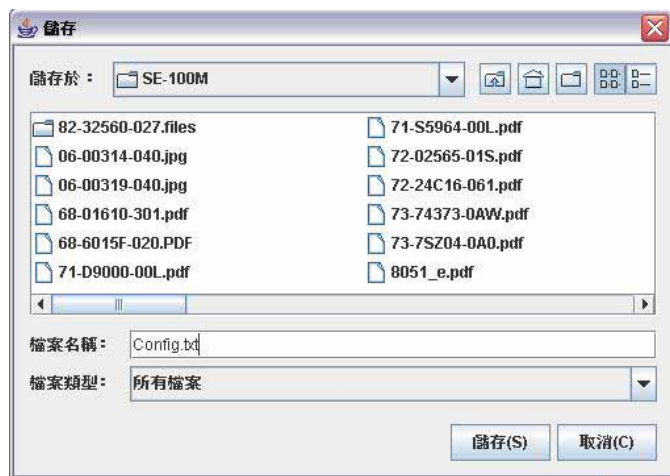 儲存
儲存於： SE-100M
82-32560-027.files
06-00314-040.jpg
06-00319-040.jpg
68-01610-301.pdf
68-6015F-020.PDF
71-D9000-00L.pdf
71-S5964-00L.pdf
72-02565-01S.pdf
72-24C16-061.pdf
73-74373-0AW.pdf
73-7SZ04-0A0.pdf
8051_e.pdf
檔案名稱： Config.txt
檔案類型： 所有檔案
儲存(S) 取消(C)